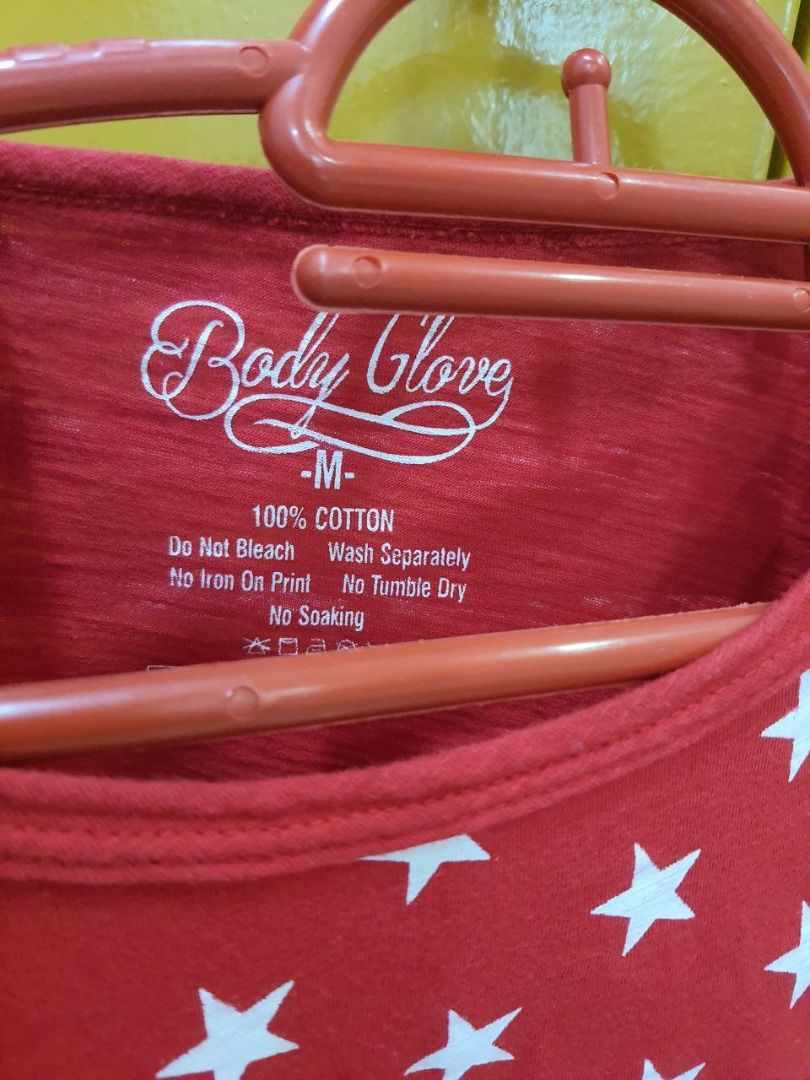 Body Glove
-M-
100% COTTON
Do Not Bleach Wash Separately
No Iron On Print No Tumble Dry
No Soaking